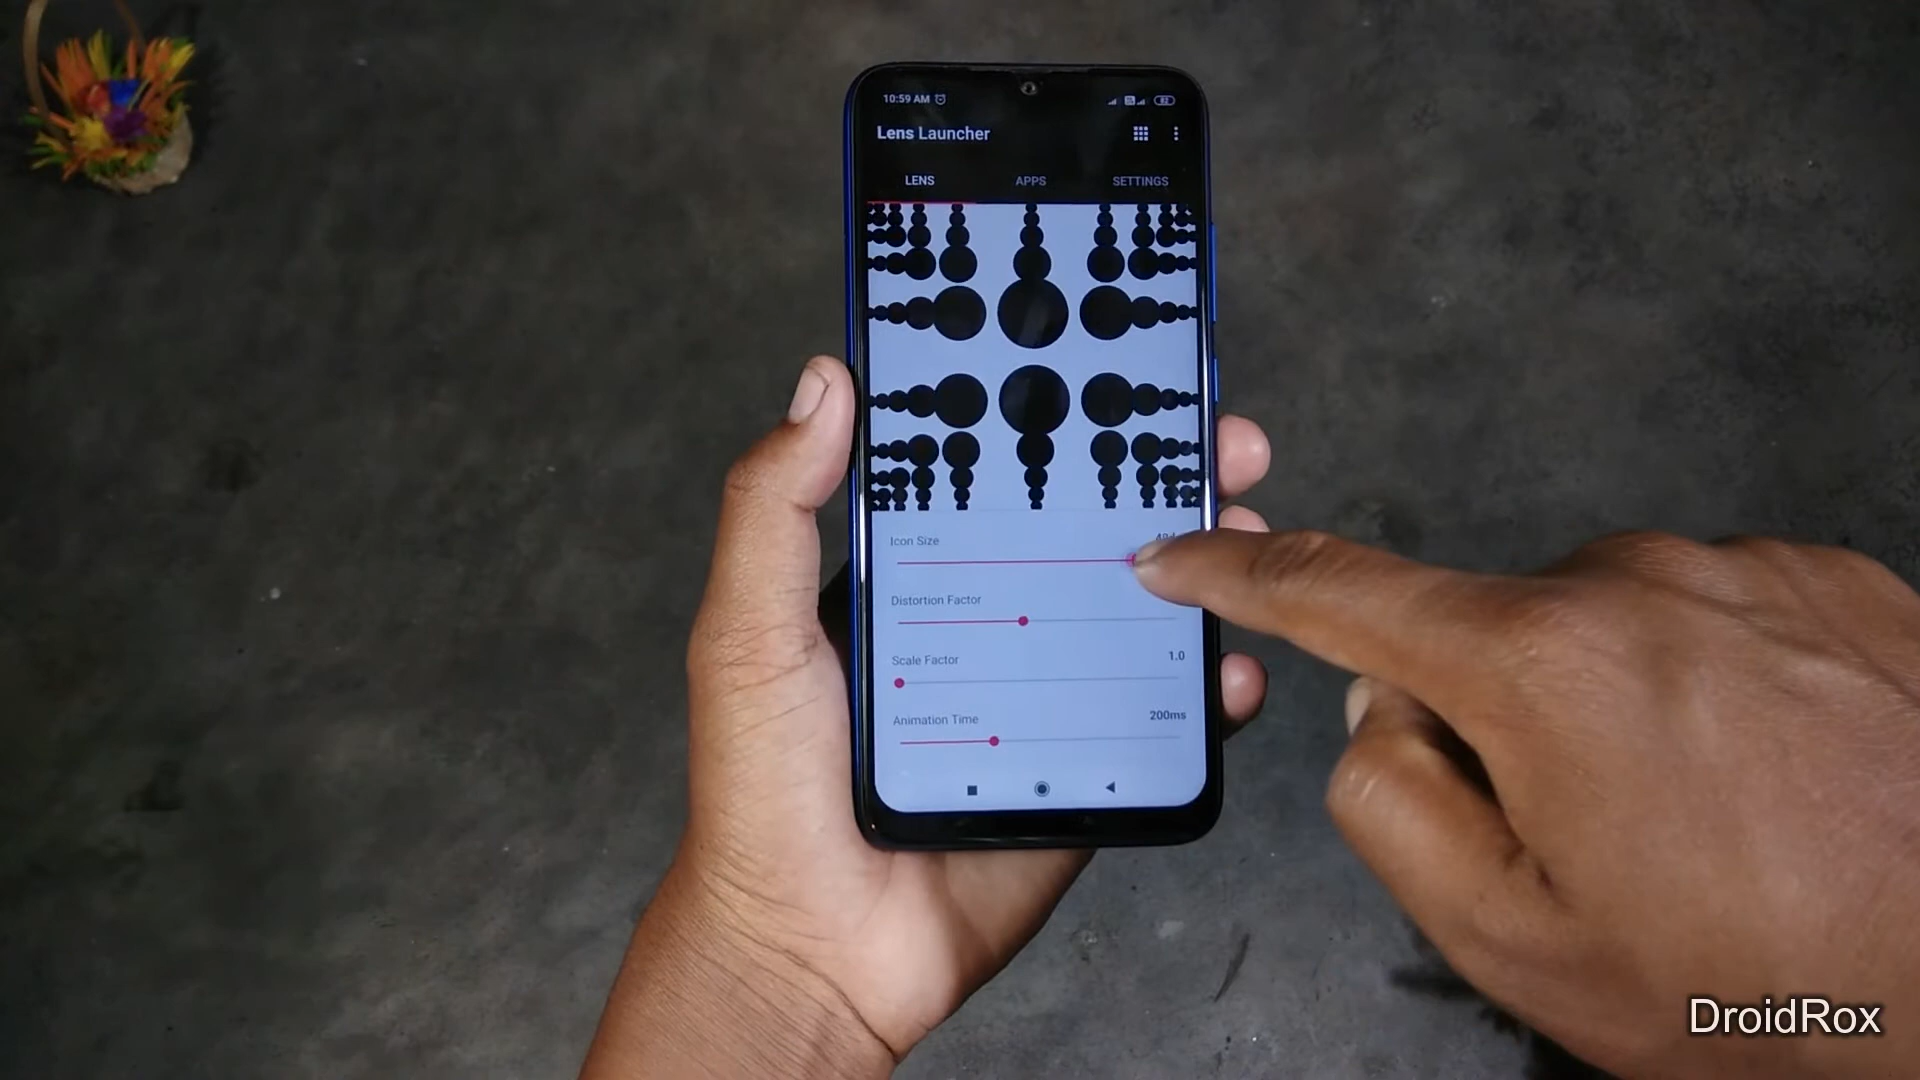 10:59 AM
82
Lens Launcher
LENS APPS SETTINGS
Icon Size
Distortion Factor
Scale Factor 1.0
Animation Time 200ms
DroidRox